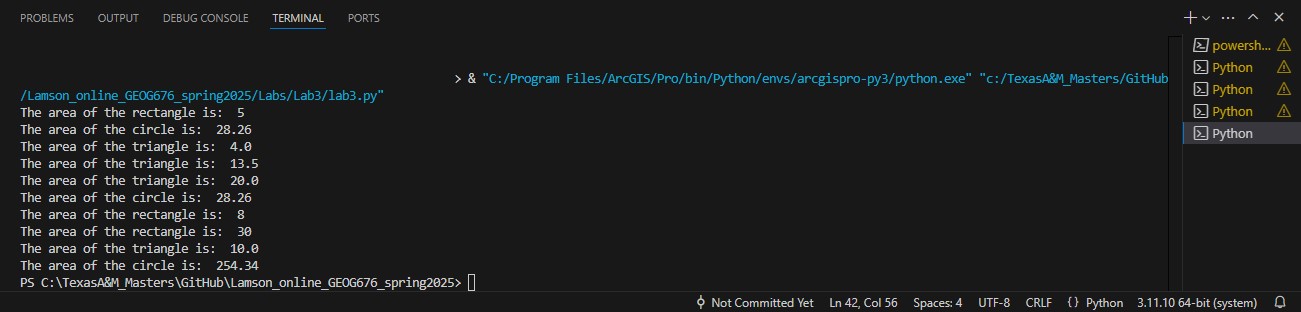 PROBLEMS OUTPUT DEBUG CONSOLE TERMINAL PORTS
> & "C:/Program Files/ArcGIS/Pro/bin/Python/envs/arcgispro-py3/python.exe" "c:/TexasA&M_Masters/GitHub
/Lamson_online_GEOG676_spring2025/Labs/Lab3/lab3.py"
The area of the rectangle is:  5
The area of the circle is:  28.26
The area of the triangle is:  4.0
The area of the triangle is:  13.5
The area of the triangle is:  20.0
The area of the circle is:  28.26
The area of the rectangle is:  8
The area of the rectangle is:  30
The area of the triangle is:  10.0
The area of the circle is:  254.34
PS C:\TexasA&M_Masters\GitHub\Lamson_online_GEOG676_spring2025>
powersh...
Python
Python
Python
Python
Not Committed Yet Ln 42, Col 56 Spaces: 4 UTF-8 CRLF {} Python 3.11.10 64-bit (system)